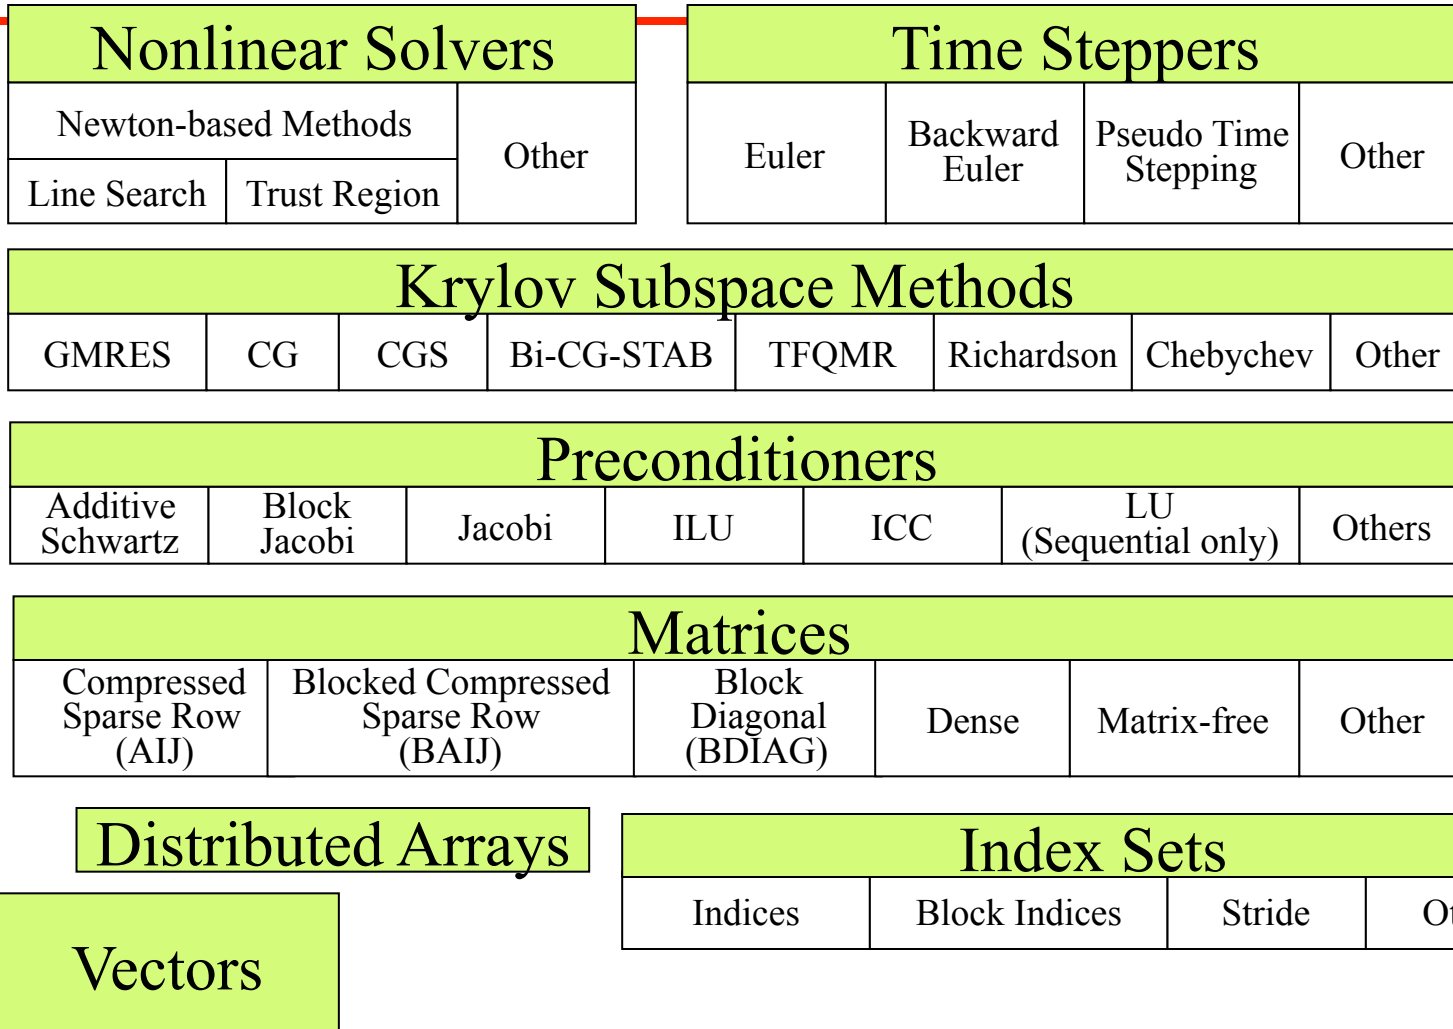 Nonlinear Solvers
Newton-based Methods
Other
Line Search
Trust Region
Time Steppers
Euler
Backward
Euler
Pseudo Time
Stepping
Other
Krylov Subspace Methods
GMRES
CG
CGS
Bi-CG-STAB
TFQMR
Richardson
Chebychev
Other
Preconditioners
Additive
Schwartz
Block
Jacobi
Jacobi
ILU
ICC
LU
(Sequential only)
Others
Matrices
Compressed
Sparse Row
(AIJ)
Blocked Compressed
Sparse Row
(BAIJ)
Block
Diagonal
(BDIAG)
Dense
Matrix-free
Other
Distributed Arrays
Index Sets
Indices
Block Indices
Stride
Vectors